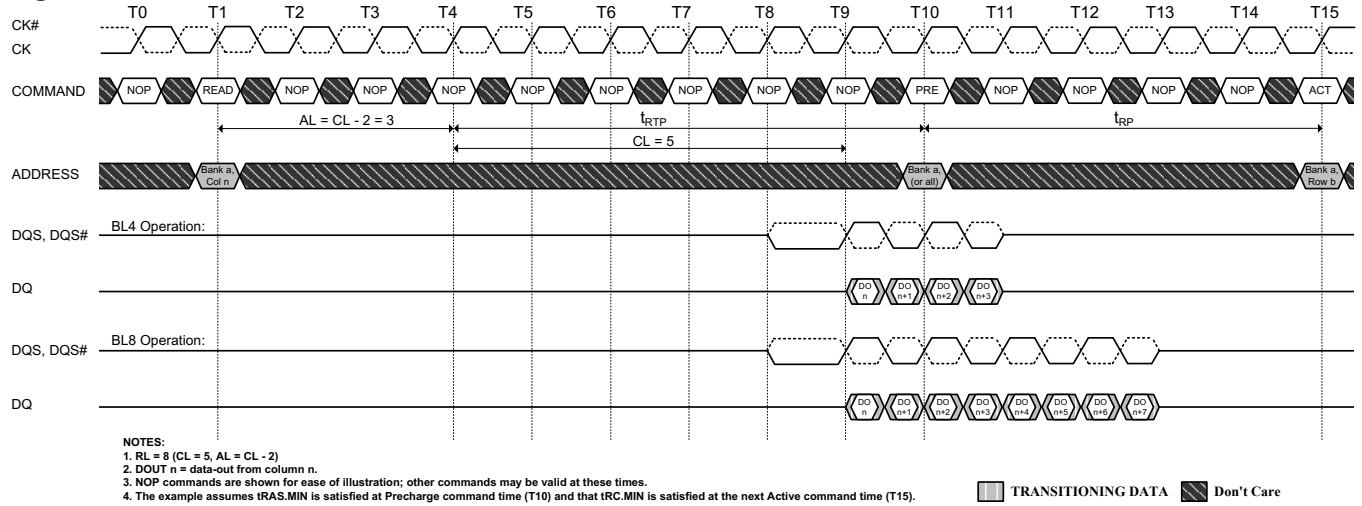 T0 T1 T2 T3 T4 T5 T6 T7 T8 T9 T10 T11 T12 T13 T14 T15
CK#
CK
COMMAND NOP READ NOP NOP NOP NOP NOP NOP NOP NOP PRE NOP NOP NOP NOP ACT
AL = CL - 2 = 3 tRTP tRP
CL = 5
ADDRESS Bank a, Col n Bank a, (or all) Bank a, Row b
BL4 Operation:
DQS, DQS#
DQ DO n DO n+1 DO n+2 DO n+3
BL8 Operation:
DQS, DQS#
DQ DO n DO n+1 DO n+2 DO n+3 DO n+4 DO n+5 DO n+6 DO n+7
NOTES:
1. RL = 8 (CL = 5, AL = CL - 2)
2. DOUT n = data-out from column n.
3. NOP commands are shown for ease of illustration; other commands may be valid at these times.
4. The example assumes tRAS.MIN is satisfied at Precharge command time (T10) and that tRC.MIN is satisfied at the next Active command time (T15).
TRANSITIONING DATA Don't Care